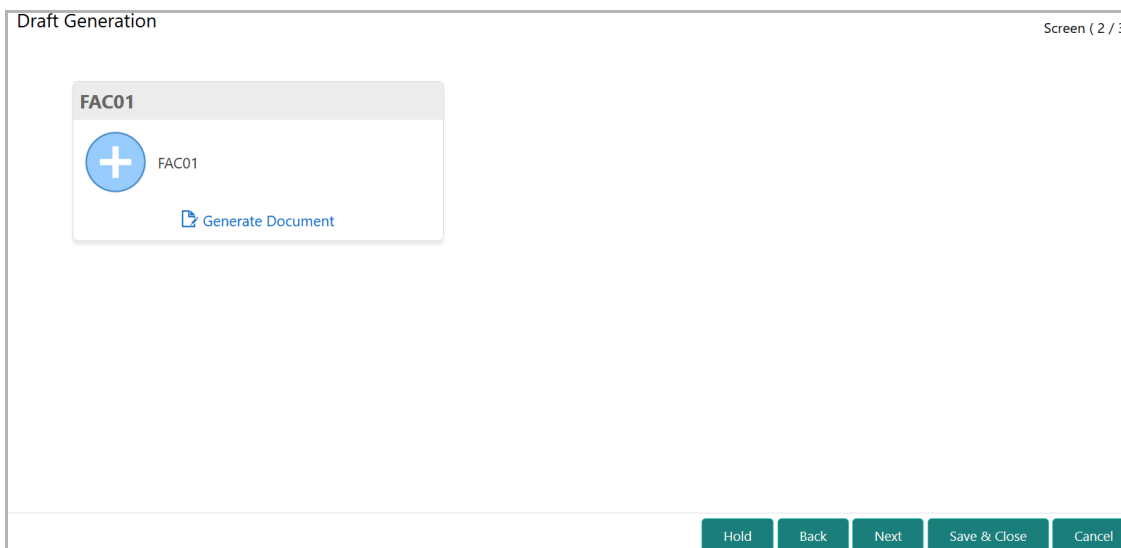 Draft Generation
Screen ( 2 / 3
FAC01
FAC01
Generate Document
Hold Back Next Save & Close Cancel